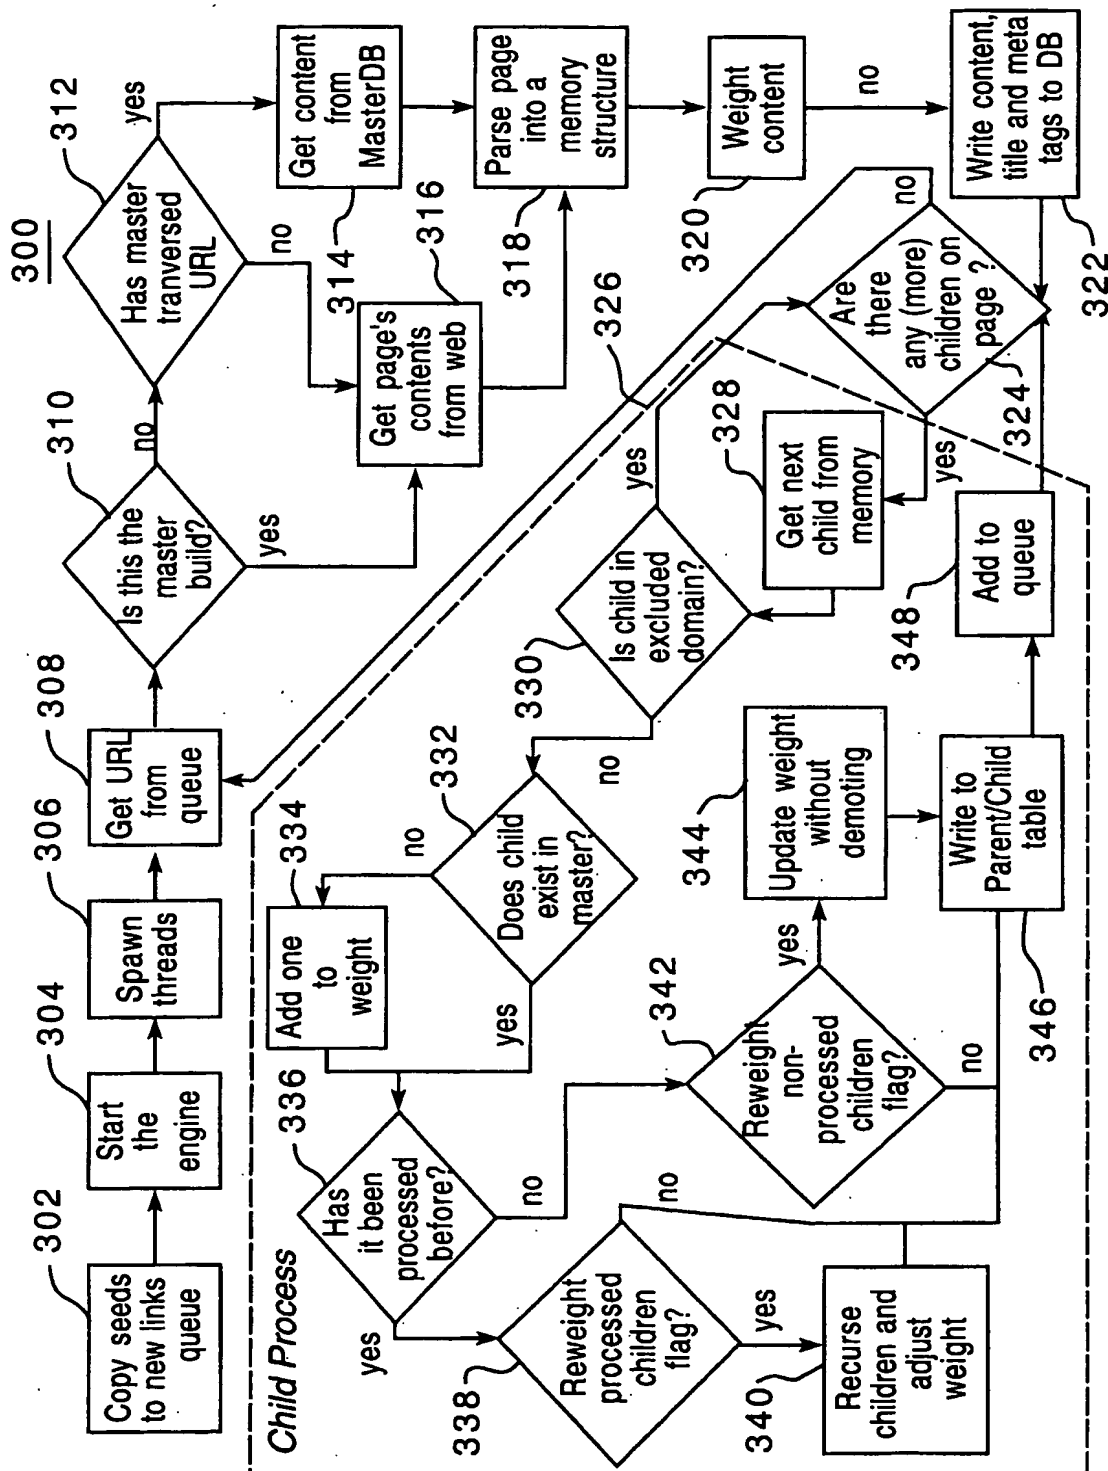 300
302
Copy seeds
to new links
queue
304
Start
the
engine
306
Spawn
threads
308
Get URL
from
queue
310
Is this the
master
build?
no
yes
312
Has master
tranversed
URL
yes
no
314
Get content
from
MasterDB
316
Get page's
contents
from web
318
Parse page
into a
memory
structure
320
Weight
content
no
322
Write content,
title and meta
tags to DB
324
Are
there
any (more)
children on
page ?
no
yes
326
Child Process
328
Get next
child from
memory
330
Is child in
excluded
domain?
yes
no
332
Does child
exist in
master?
no
yes
334
Add one
to
weight
336
Has
it been
processed
before?
yes
no
338
Reweight
processed
children
flag?
no
yes
340
Recurse
children and
adjust
weight
342
Reweight
non-
processed
children
flag?
yes
no
344
Update weight
without
demoting
346
Write to
Parent/Child
table
348
Add to
queue